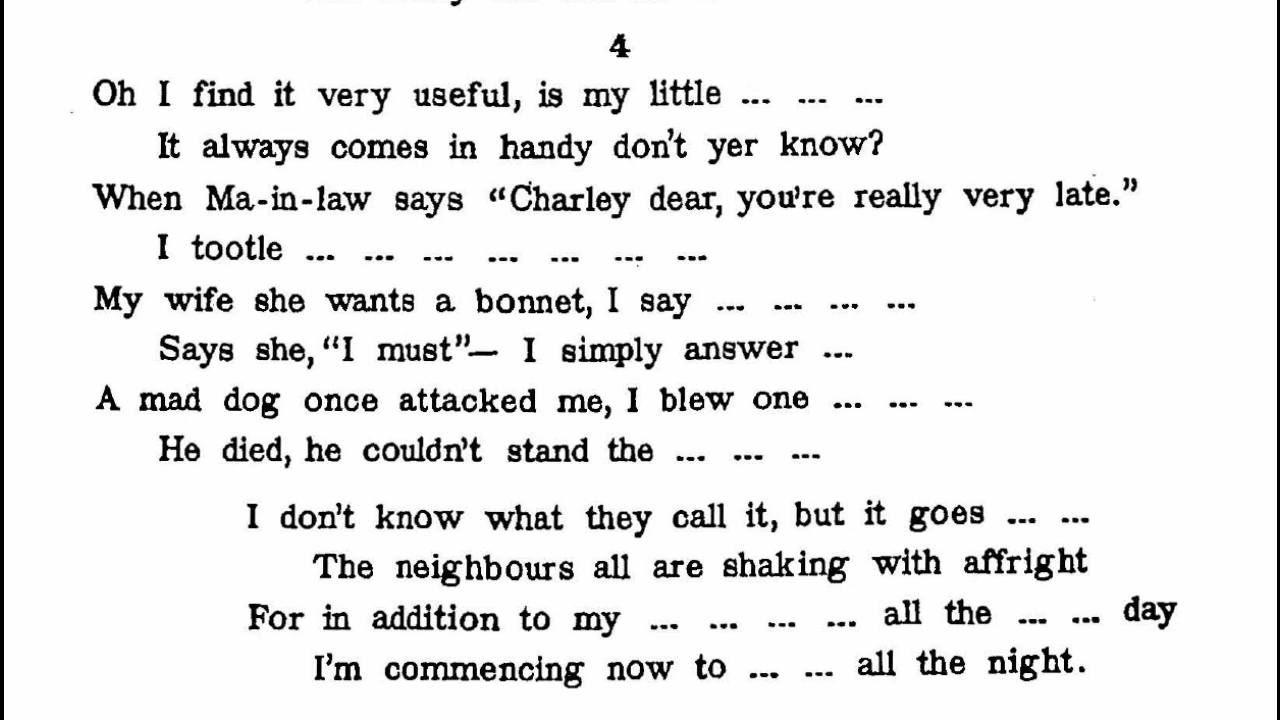 4
Oh I find it very useful, is my little ... ... ...
It always comes in handy don't yer know?
When Ma-in-law says "Charley dear, you're really very late."
I tootle ... ... ... ... ... ... ...
My wife she wants a bonnet, I say ... ... ... ...
Says she, "I must"— I simply answer ...
A mad dog once attacked me, I blew one ... ... ...
He died, he couldn't stand the ... ... ...
I don't know what they call it, but it goes ... ...
The neighbours all are shaking with affright
For in addition to my ... ... ... ... all the ... ... day
I'm commencing now to ... ... all the night.